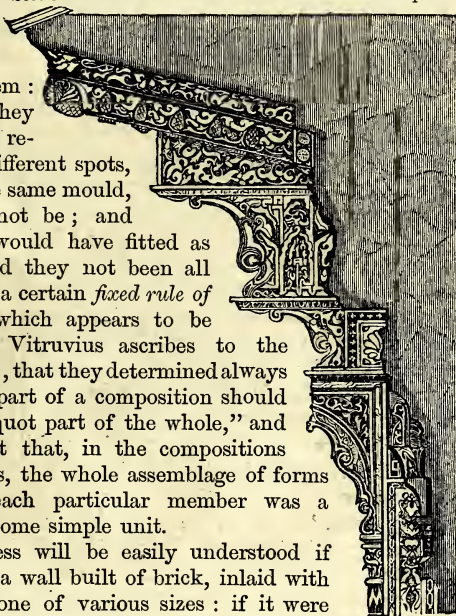 em :
hey
re-
ifferent spots,
same mould,
not be ; and
would have fitted as
d they not been all
a certain fixed rule of
which appears to be
Vitruvius ascribes to the
, that they determined always
part of a composition should
quot part of the whole," and
t that, in the compositions
s, the whole assemblage of forms
each particular member was a
ome simple unit.
ess will be easily understood if
a wall built of brick, inlaid with
one of various sizes : if it were